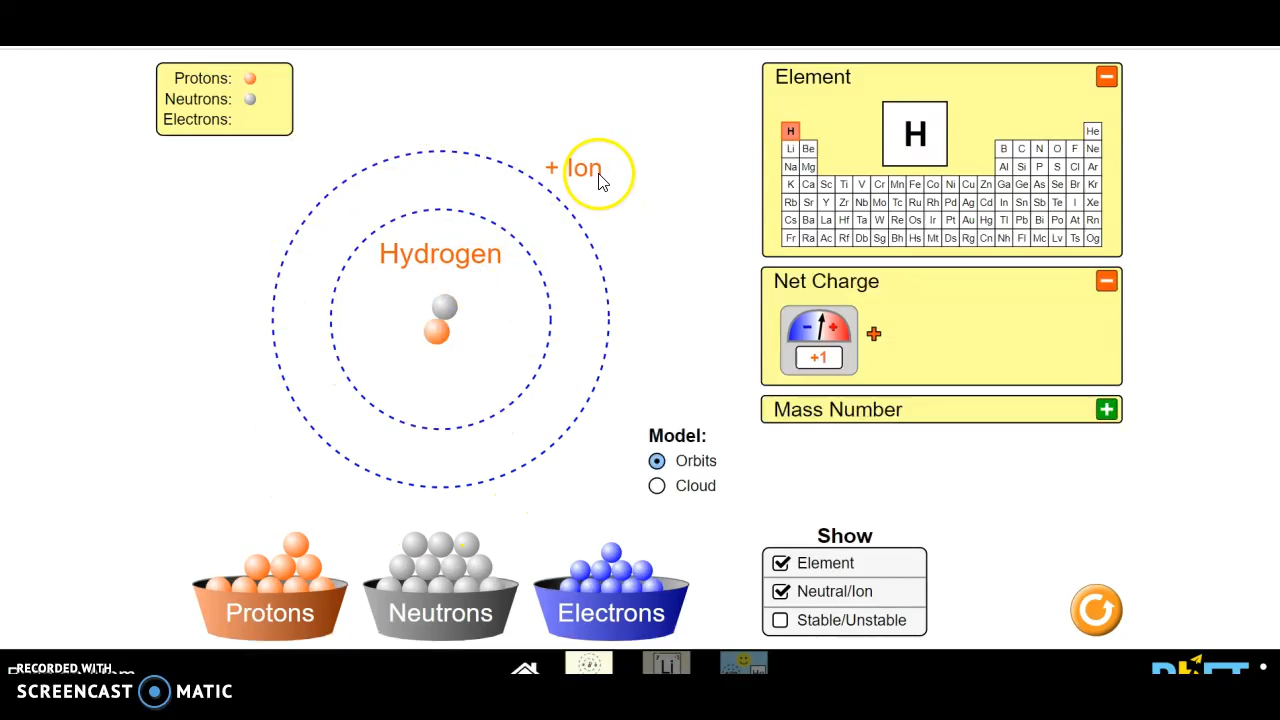 Protons:
Neutrons:
Electrons:
+ Ion
Hydrogen
Element
H
H He
Li Be B C N O F Ne
Na Mg Al Si P S Cl Ar
K Ca Sc Ti V Cr Mn Fe Co Ni Cu Zn Ga Ge As Se Br Kr
Rb Sr Y Zr Nb Mo Tc Ru Rh Pd Ag Cd In Sn Sb Te I Xe
Cs Ba La Hf Ta W Re Os Ir Pt Au Hg Tl Pb Bi Po At Rn
Fr Ra Ac Rf Db Sg Bh Hs Mt Ds Rg Cn Nh Fl Mc Lv Ts Og
Net Charge
- +
+1
+
Mass Number
Model:
Orbits
Cloud
Protons
Neutrons
Electrons
Show
Element
Neutral/Ion
Stable/Unstable
Li
RECORDED WITH
SCREENCAST MATIC